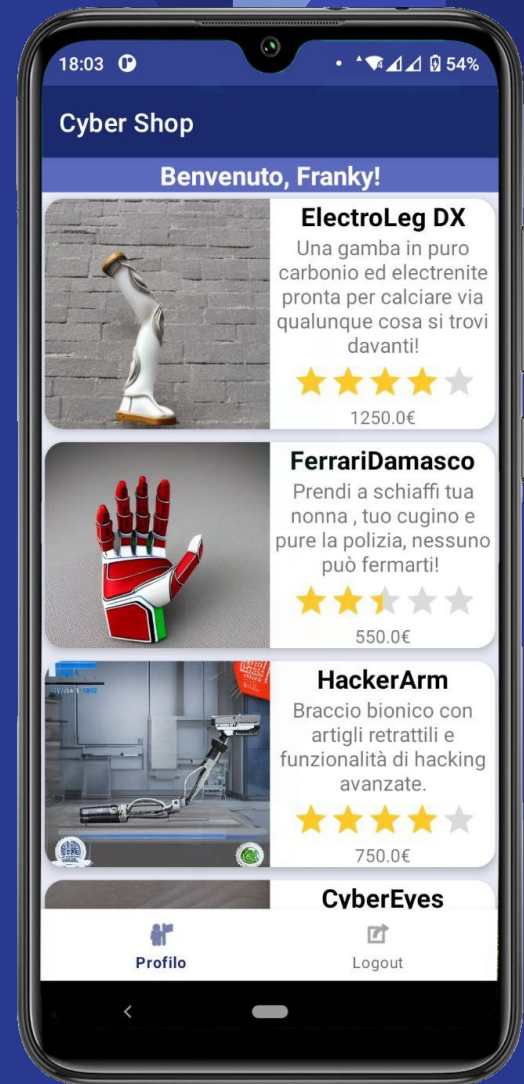 18:03
54%
Cyber Shop
Benvenuto, Franky!
ElectroLeg DX
Una gamba in puro
carbonio ed electrenite
pronta per calciare via
qualunque cosa si trovi
davanti!
1250.0€
FerrariDamasco
Prendi a schiaffi tua
nonna , tuo cugino e
pure la polizia, nessuno
può fermarti!
550.0€
HackerArm
Braccio bionico con
artigli retrattili e
funzionalità di hacking
avanzate.
750.0€
CyberEyes
Profilo
Logout